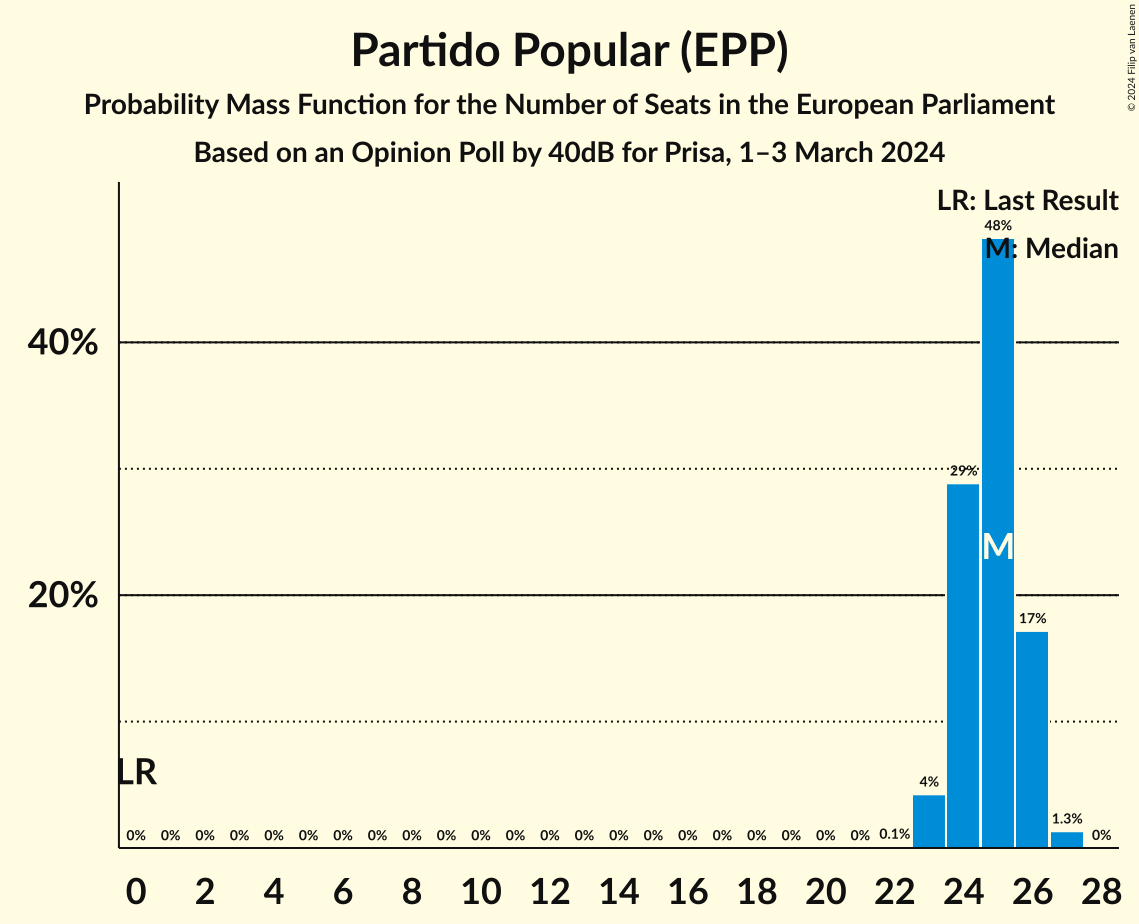 Partido Popular (EPP)
Probability Mass Function for the Number of Seats in the European Parliament
Based on an Opinion Poll by 40dB for Prisa, 1–3 March 2024
© 2024 Filip van Laenen
LR: Last Result
48%
M: Median
40%
29%
M
20%
17%
LR
4%
1.3%
0% 0% 0% 0% 0% 0% 0% 0% 0% 0% 0% 0% 0% 0% 0% 0% 0% 0% 0% 0% 0% 0% 0.1% 0%
0 2 4 6 8 10 12 14 16 18 20 22 24 26 28